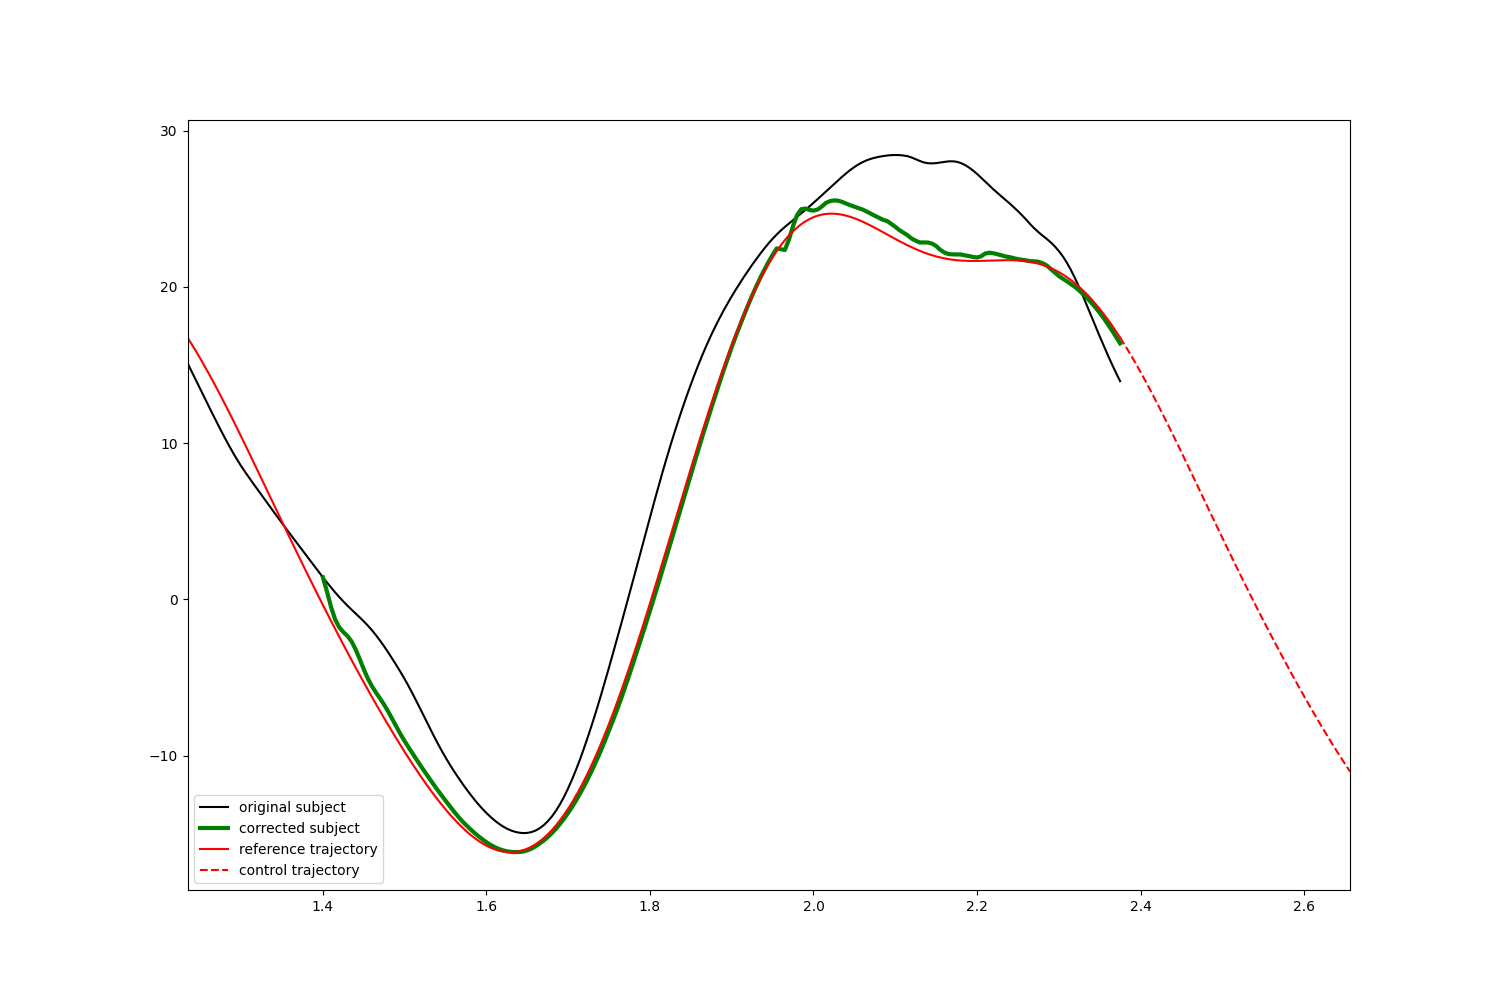 30
20
10
0
−10
original subject
corrected subject
reference trajectory
control trajectory
1.4 1.6 1.8 2.0 2.2 2.4 2.6